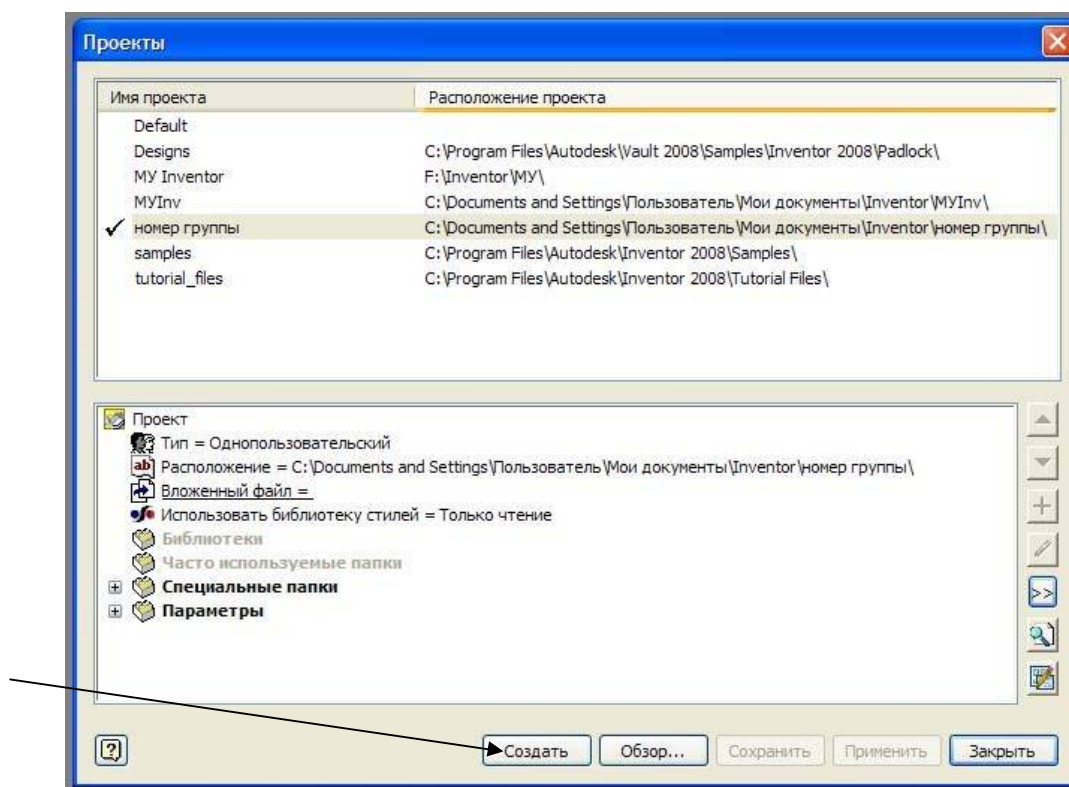 Проекты
Имя проекта Расположение проекта
Default
Designs C:\Program Files\Autodesk\Vault 2008\Samples\Inventor 2008\Padlock\
МУ Inventor F:\Inventor\МУ\
МУInv C:\Documents and Settings\Пользователь\Мои документы\Inventor\МУInv\
номер группы C:\Documents and Settings\Пользователь\Мои документы\Inventor\номер группы\
samples C:\Program Files\Autodesk\Inventor 2008\Samples\
tutorial_files C:\Program Files\Autodesk\Inventor 2008\Tutorial Files\
Проект
Тип = Однопользовательский
Расположение = C:\Documents and Settings\Пользователь\Мои документы\Inventor\номер группы\
Вложенный файл =
Использовать библиотеку стилей = Только чтение
Библиотеки
Часто используемые папки
Специальные папки
Параметры
>>
Создать Обзор... Сохранить Применить Закрыть